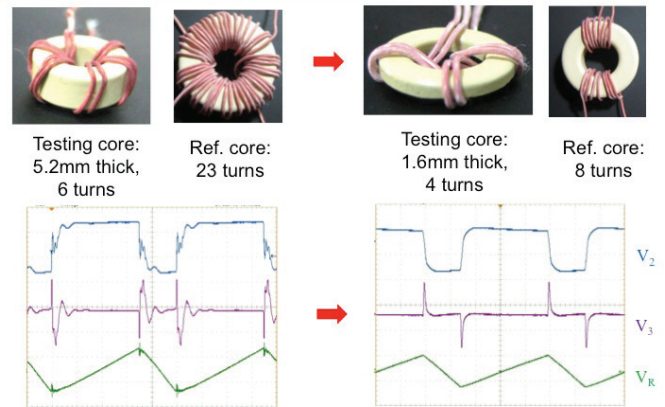 Testing core:
5.2mm thick,
6 turns
Ref. core:
23 turns
Testing core:
1.6mm thick,
4 turns
Ref. core:
8 turns
V2
V3
VR